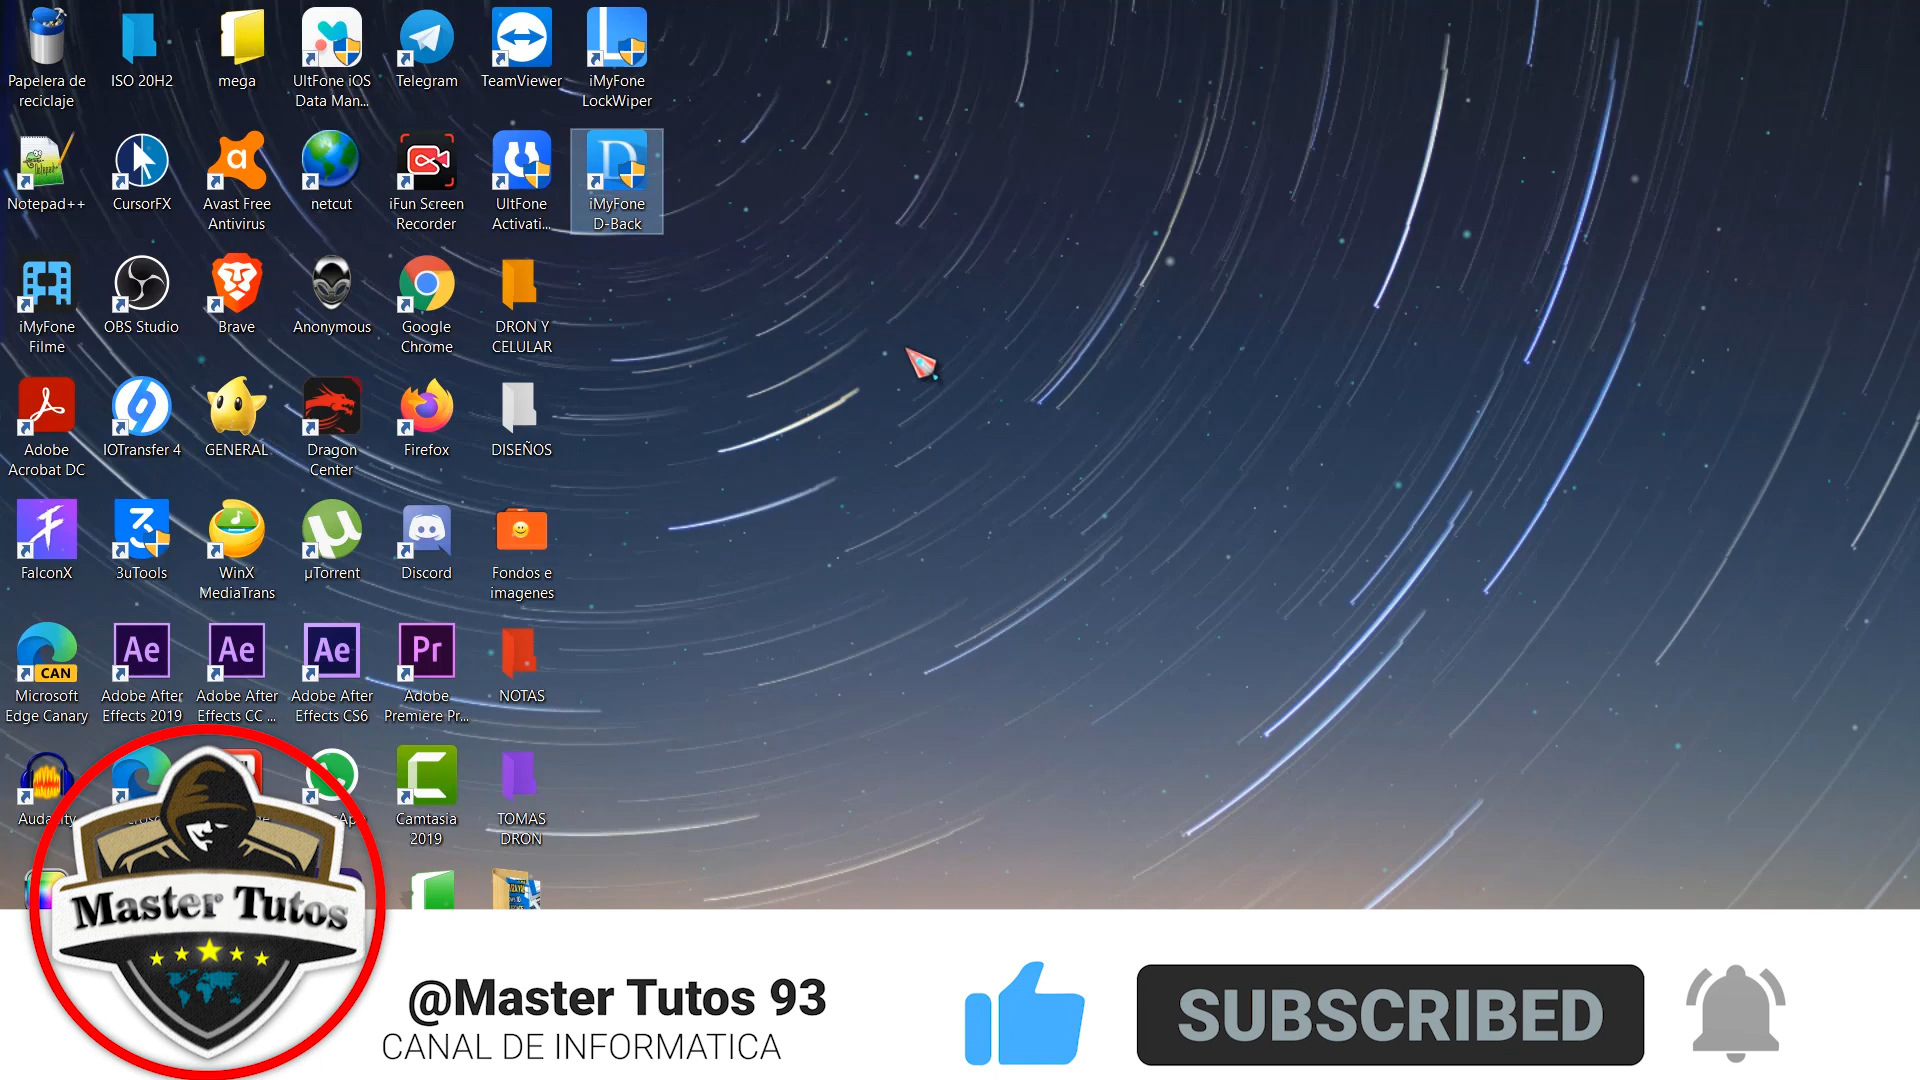 Papelera de
reciclaje
ISO 20H2
mega
UltFone iOS
Data Man...
Telegram
TeamViewer
iMyFone
LockWiper
Notepad++
CursorFX
Avast Free
Antivirus
netcut
iFun Screen
Recorder
UltFone
Activati...
iMyFone
D-Back
iMyFone
Filme
OBS Studio
Brave
Anonymous
Google
Chrome
DRON Y
CELULAR
Adobe
Acrobat DC
IOTransfer 4
GENERAL
Dragon
Center
Firefox
DISEÑOS
FalconX
3uTools
WinX
MediaTrans
µTorrent
Discord
Fondos e
imagenes
CAN
Microsoft
Edge Canary
Ae
Adobe After
Effects 2019
Ae
Adobe After
Effects CC ...
Ae
Adobe After
Effects CS6
Pr
Adobe
Premiere Pr...
NOTAS
Camtasia
2019
TOMAS
DRON
Master Tutos
@Master Tutos 93
CANAL DE INFORMATICA
SUBSCRIBED